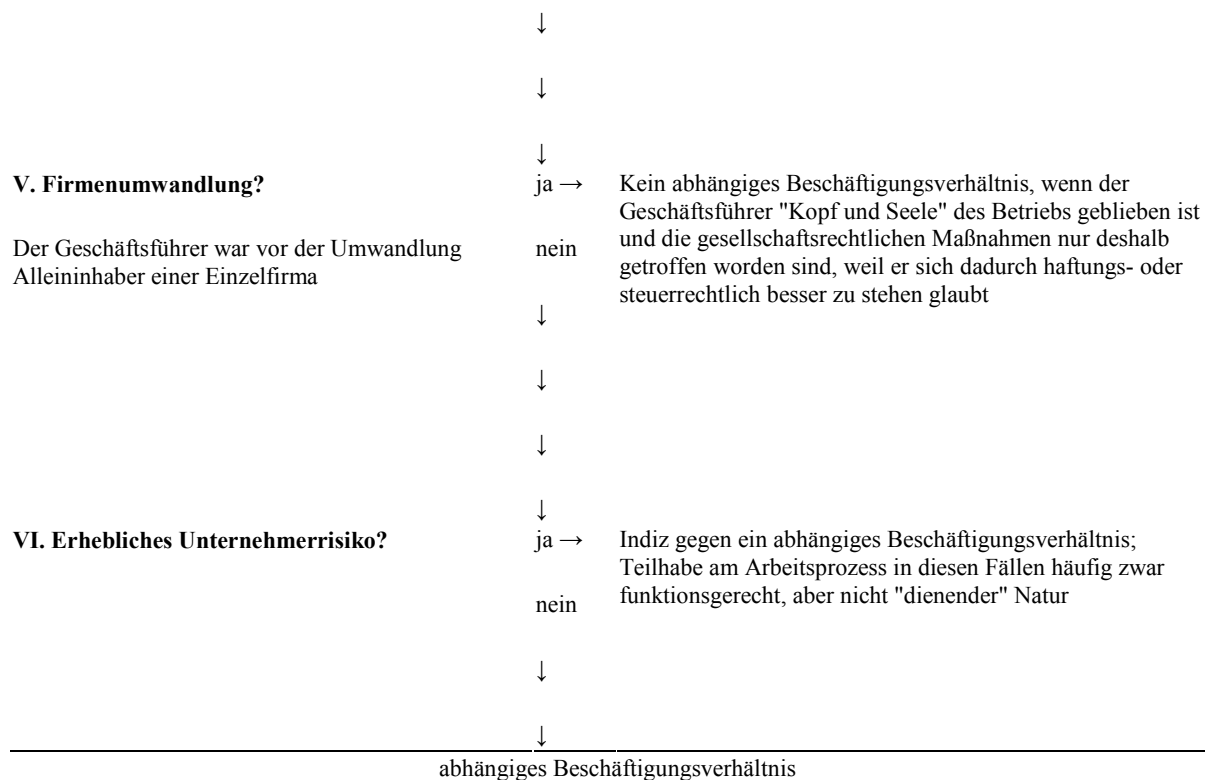 ↓
↓
↓
V. Firmenumwandlung?
ja →
Kein abhängiges Beschäftigungsverhältnis, wenn der
Geschäftsführer "Kopf und Seele" des Betriebs geblieben ist
und die gesellschaftsrechtlichen Maßnahmen nur deshalb
getroffen worden sind, weil er sich dadurch haftungs- oder
steuerrechtlich besser zu stehen glaubt
Der Geschäftsführer war vor der Umwandlung
Alleininhaber einer Einzelfirma
nein
↓
↓
↓
↓
VI. Erhebliches Unternehmerrisiko?
ja →
Indiz gegen ein abhängiges Beschäftigungsverhältnis;
Teilhabe am Arbeitsprozess in diesen Fällen häufig zwar
funktionsgerecht, aber nicht "dienender" Natur
nein
↓
↓
abhängiges Beschäftigungsverhältnis